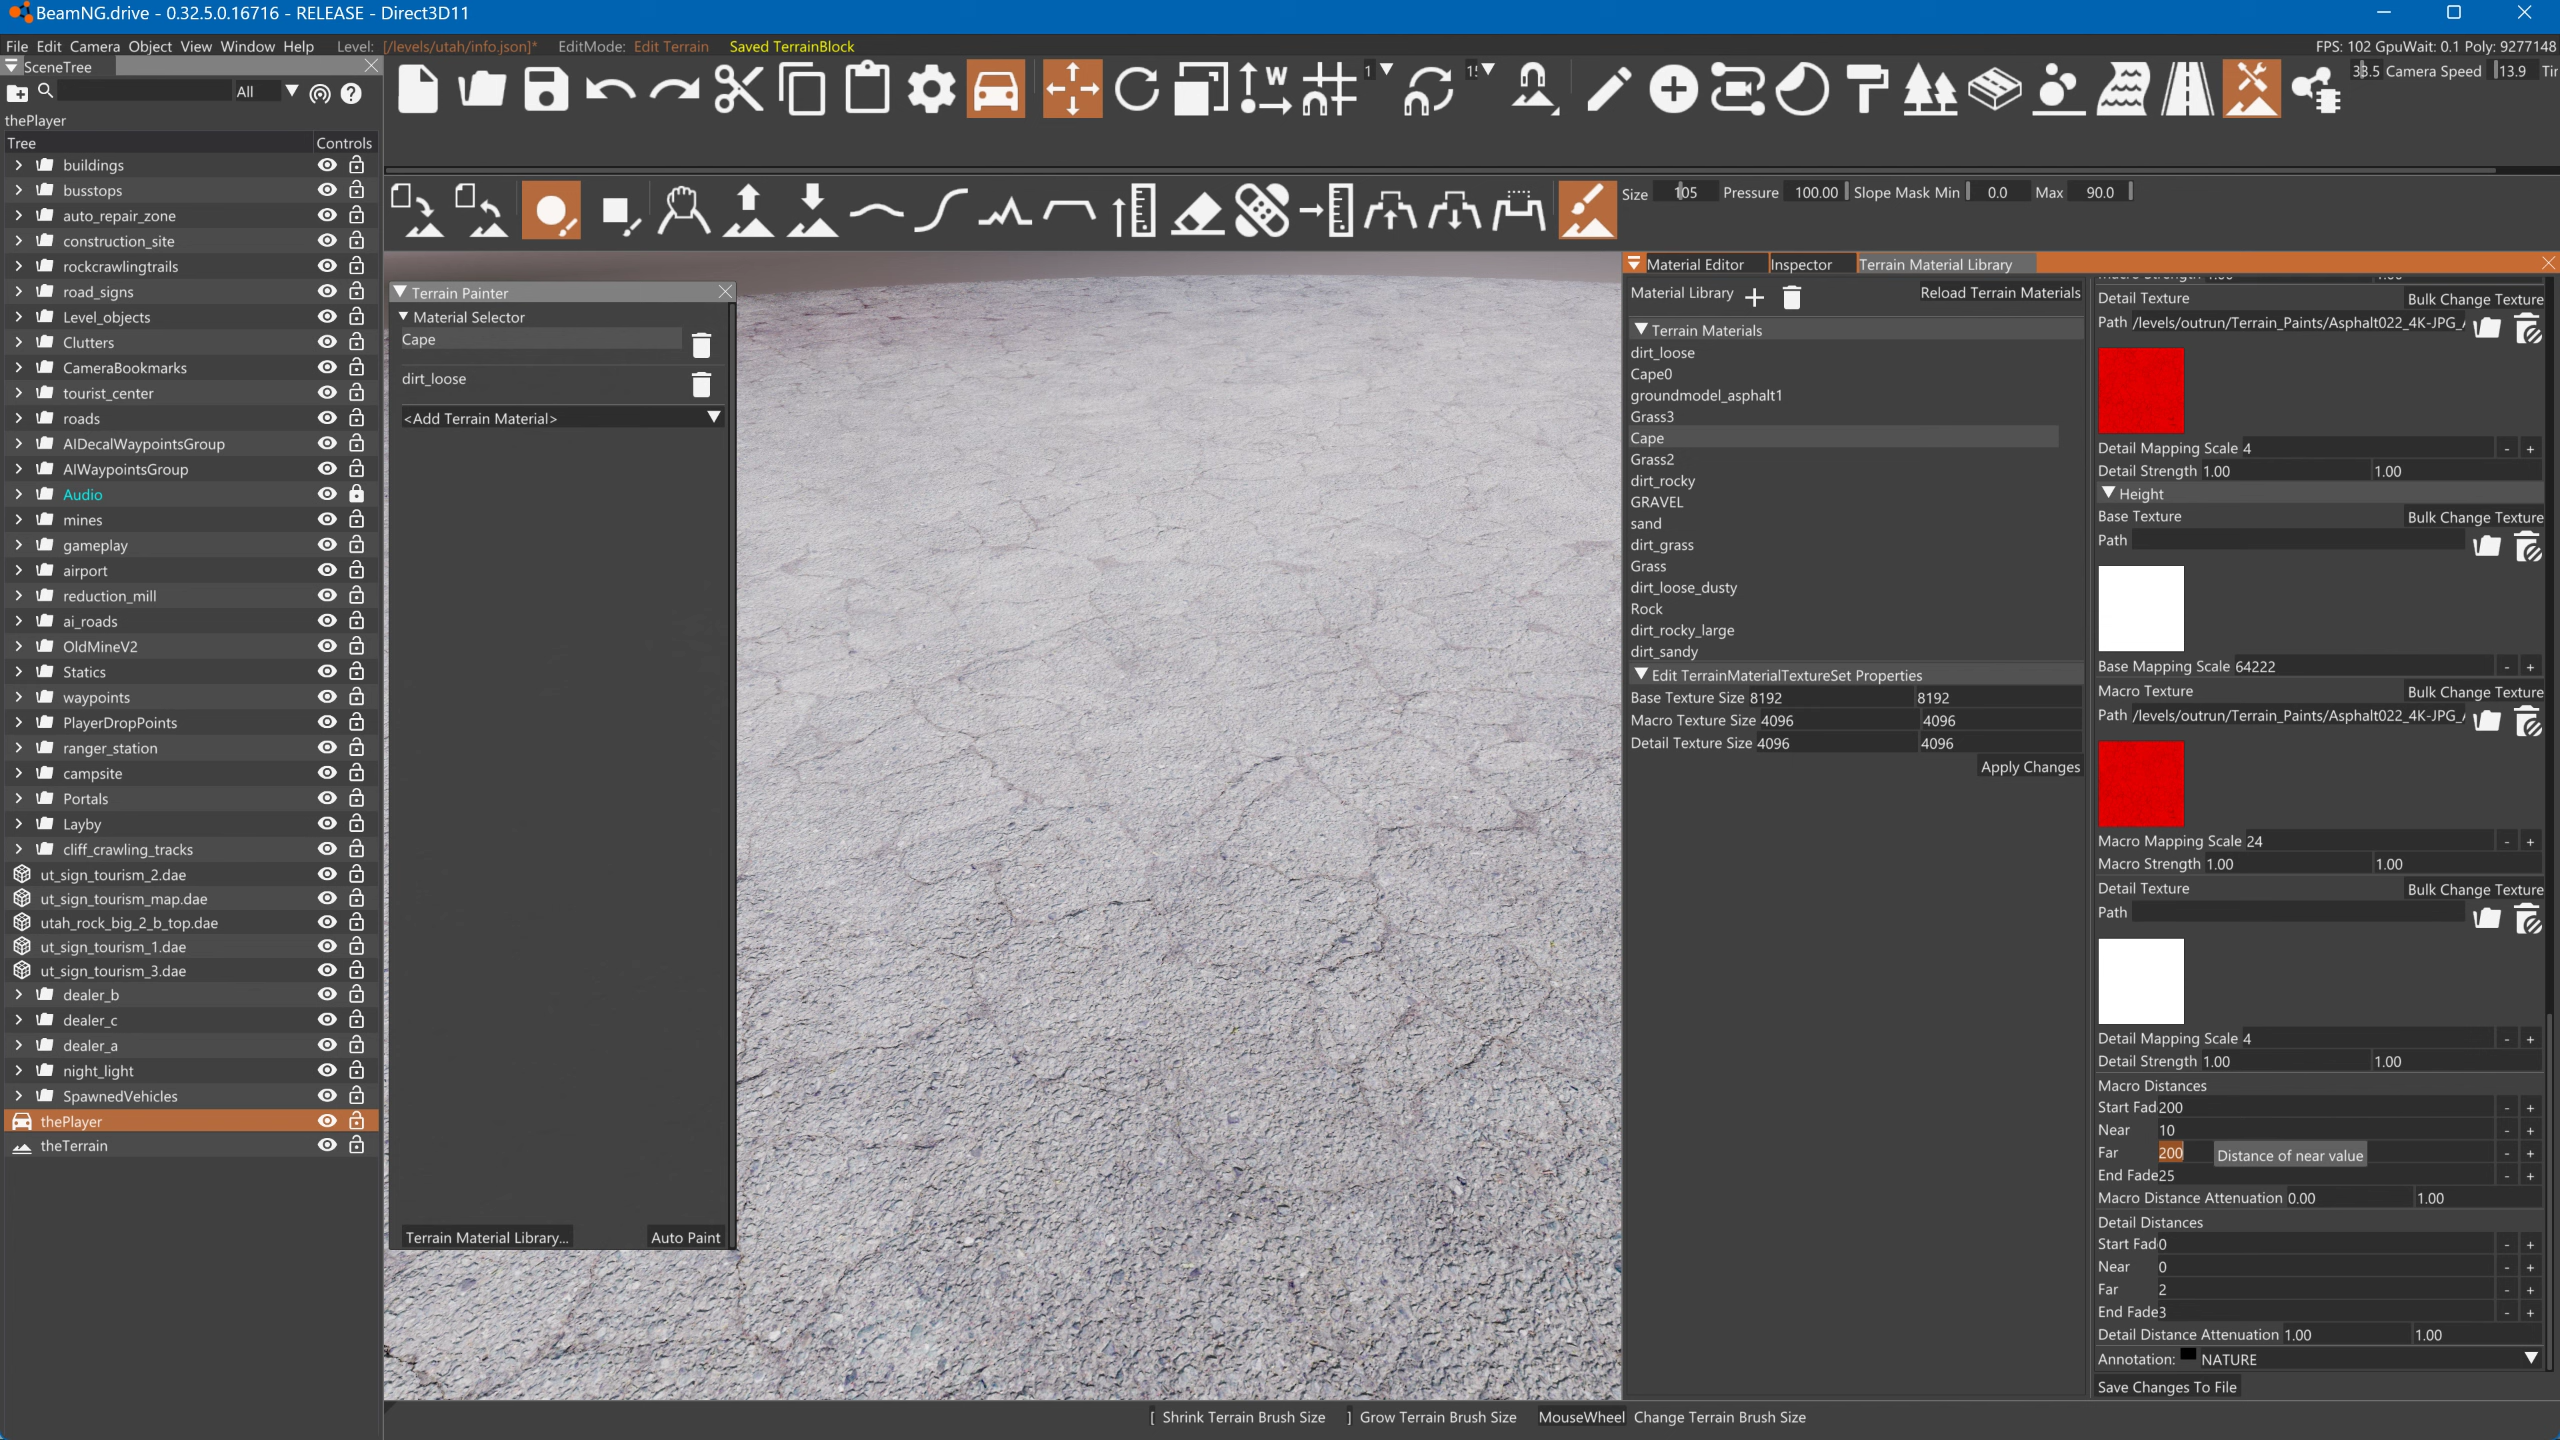 BeamNG.drive - 0.32.5.0.16716 - RELEASE - Direct3D11
File Edit Camera Object View Window Help Level: [/levels/utah/info.json]* EditMode: Edit Terrain Saved TerrainBlock FPS: 102 GpuWait: 0.1 Poly: 9277148
SceneTree
All
33.5 Camera Speed 13.9
thePlayer
Tree Controls
buildings
busstops
auto_repair_zone
construction_site
rockcrawlingtrails
road_signs
Level_objects
Clutters
CameraBookmarks
tourist_center
roads
AIDecalWaypointsGroup
AIWaypointsGroup
Audio
mines
gameplay
airport
reduction_mill
ai_roads
OldMineV2
Statics
waypoints
PlayerDropPoints
ranger_station
campsite
Portals
Layby
cliff_crawling_tracks
ut_sign_tourism_2.dae
ut_sign_tourism_map.dae
utah_rock_big_2_b_top.dae
ut_sign_tourism_1.dae
ut_sign_tourism_3.dae
dealer_b
dealer_c
dealer_a
night_light
SpawnedVehicles
thePlayer
theTerrain
Size 105 Pressure 100.00 Slope Mask Min 0.0 Max 90.0
Terrain Painter
Material Selector
Cape
dirt_loose
<Add Terrain Material>
Terrain Material Library... Auto Paint
Material Editor Inspector Terrain Material Library
Material Library + Reload Terrain Materials
Terrain Materials
dirt_loose
Cape0
groundmodel_asphalt1
Grass3
Cape
Grass2
dirt_rocky
GRAVEL
sand
dirt_grass
Grass
dirt_loose_dusty
Rock
dirt_rocky_large
dirt_sandy
Edit TerrainMaterialTextureSet Properties
Base Texture Size 8192 8192
Macro Texture Size 4096 4096
Detail Texture Size 4096 4096
Apply Changes
Detail Texture Bulk Change Texture
Path /levels/outrun/Terrain_Paints/Asphalt022_4K-JPG_
Detail Mapping Scale 4 - +
Detail Strength 1.00 1.00
Height
Base Texture Bulk Change Texture
Path
Base Mapping Scale 64222 - +
Macro Texture Bulk Change Texture
Path /levels/outrun/Terrain_Paints/Asphalt022_4K-JPG_
Macro Mapping Scale 24 - +
Macro Strength 1.00 1.00
Detail Texture Bulk Change Texture
Path
Detail Mapping Scale 4 - +
Detail Strength 1.00 1.00
Macro Distances
Start Fad 200 - +
Near 10 - +
Far 200 Distance of near value - +
End Fade 25 - +
Macro Distance Attenuation 0.00 1.00
Detail Distances
Start Fad 0 - +
Near 0 - +
Far 2 - +
End Fade 3 - +
Detail Distance Attenuation 1.00 1.00
Annotation: NATURE
Save Changes To File
[ Shrink Terrain Brush Size ] Grow Terrain Brush Size MouseWheel Change Terrain Brush Size